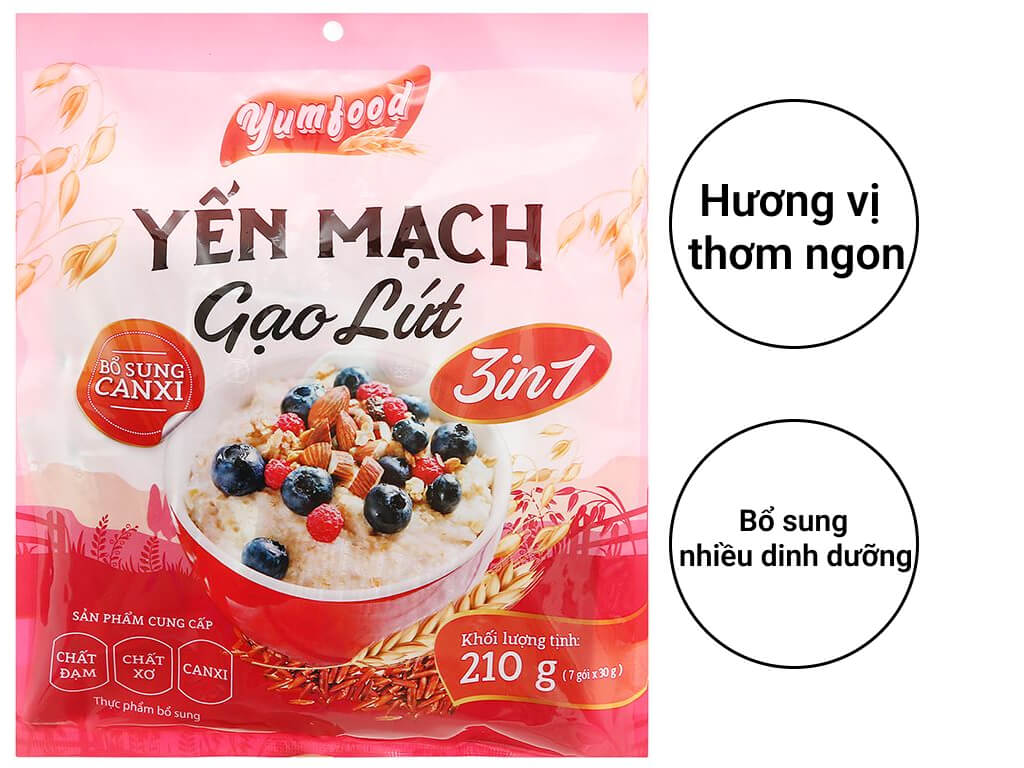 Yumfood
YẾN MẠCH
Gạo Lứt
3in1
BỔ SUNG
CANXI
SẢN PHẨM CUNG CẤP
CHẤT
ĐẠM
CHẤT
XƠ
CANXI
Thực phẩm bổ sung
Khối lượng tịnh:
210 g ( 7 gói x 30 g )
Hương vị
thơm ngon
Bổ sung
nhiều dinh dưỡng